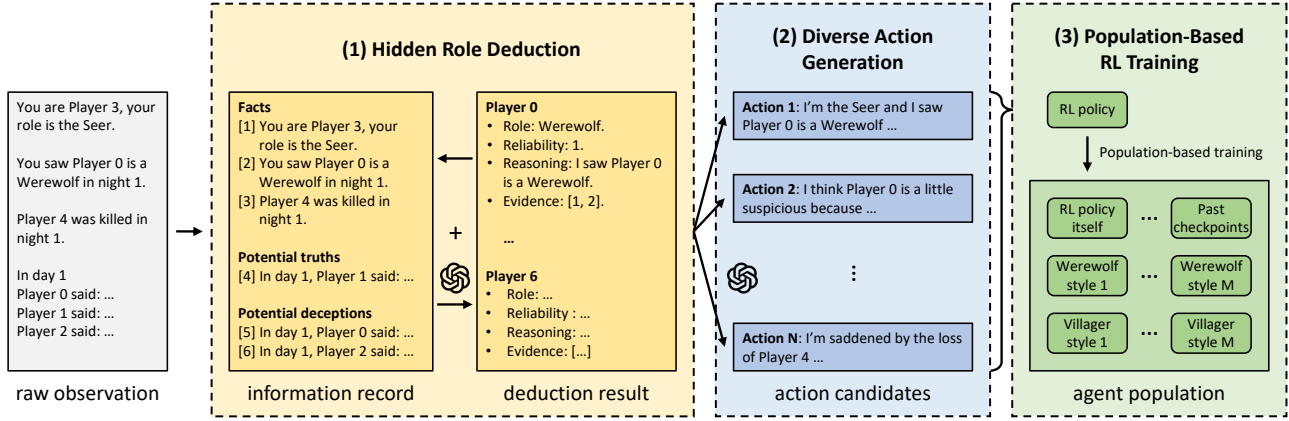 (1) Hidden Role Deduction
(2) Diverse Action
Generation
(3) Population-Based
RL Training
You are Player 3, your
role is the Seer.
You saw Player 0 is a
Werewolf in night 1.
Player 4 was killed in
night 1.
In day 1
Player 0 said: ...
Player 1 said: ...
Player 2 said: ...
raw observation
Facts
[1] You are Player 3, your
role is the Seer.
[2] You saw Player 0 is a
Werewolf in night 1.
[3] Player 4 was killed in
night 1.
Potential truths
[4] In day 1, Player 1 said: ...
Potential deceptions
[5] In day 1, Player 0 said: ...
[6] In day 1, Player 2 said: ...
information record
+
Player 0
• Role: Werewolf.
• Reliability: 1.
• Reasoning: I saw Player 0
is a Werewolf.
• Evidence: [1, 2].
...
Player 6
• Role: ...
• Reliability : ...
• Reasoning: ...
• Evidence: [...]
deduction result
Action 1: I'm the Seer and I saw
Player 0 is a Werewolf ...
Action 2: I think Player 0 is a little
suspicious because ...
⋮
Action N: I'm saddened by the loss
of Player 4 ...
action candidates
RL policy
Population-based training
RL policy
itself
...
Past
checkpoints
Werewolf
style 1
...
Werewolf
style M
Villager
style 1
...
Villager
style M
agent population